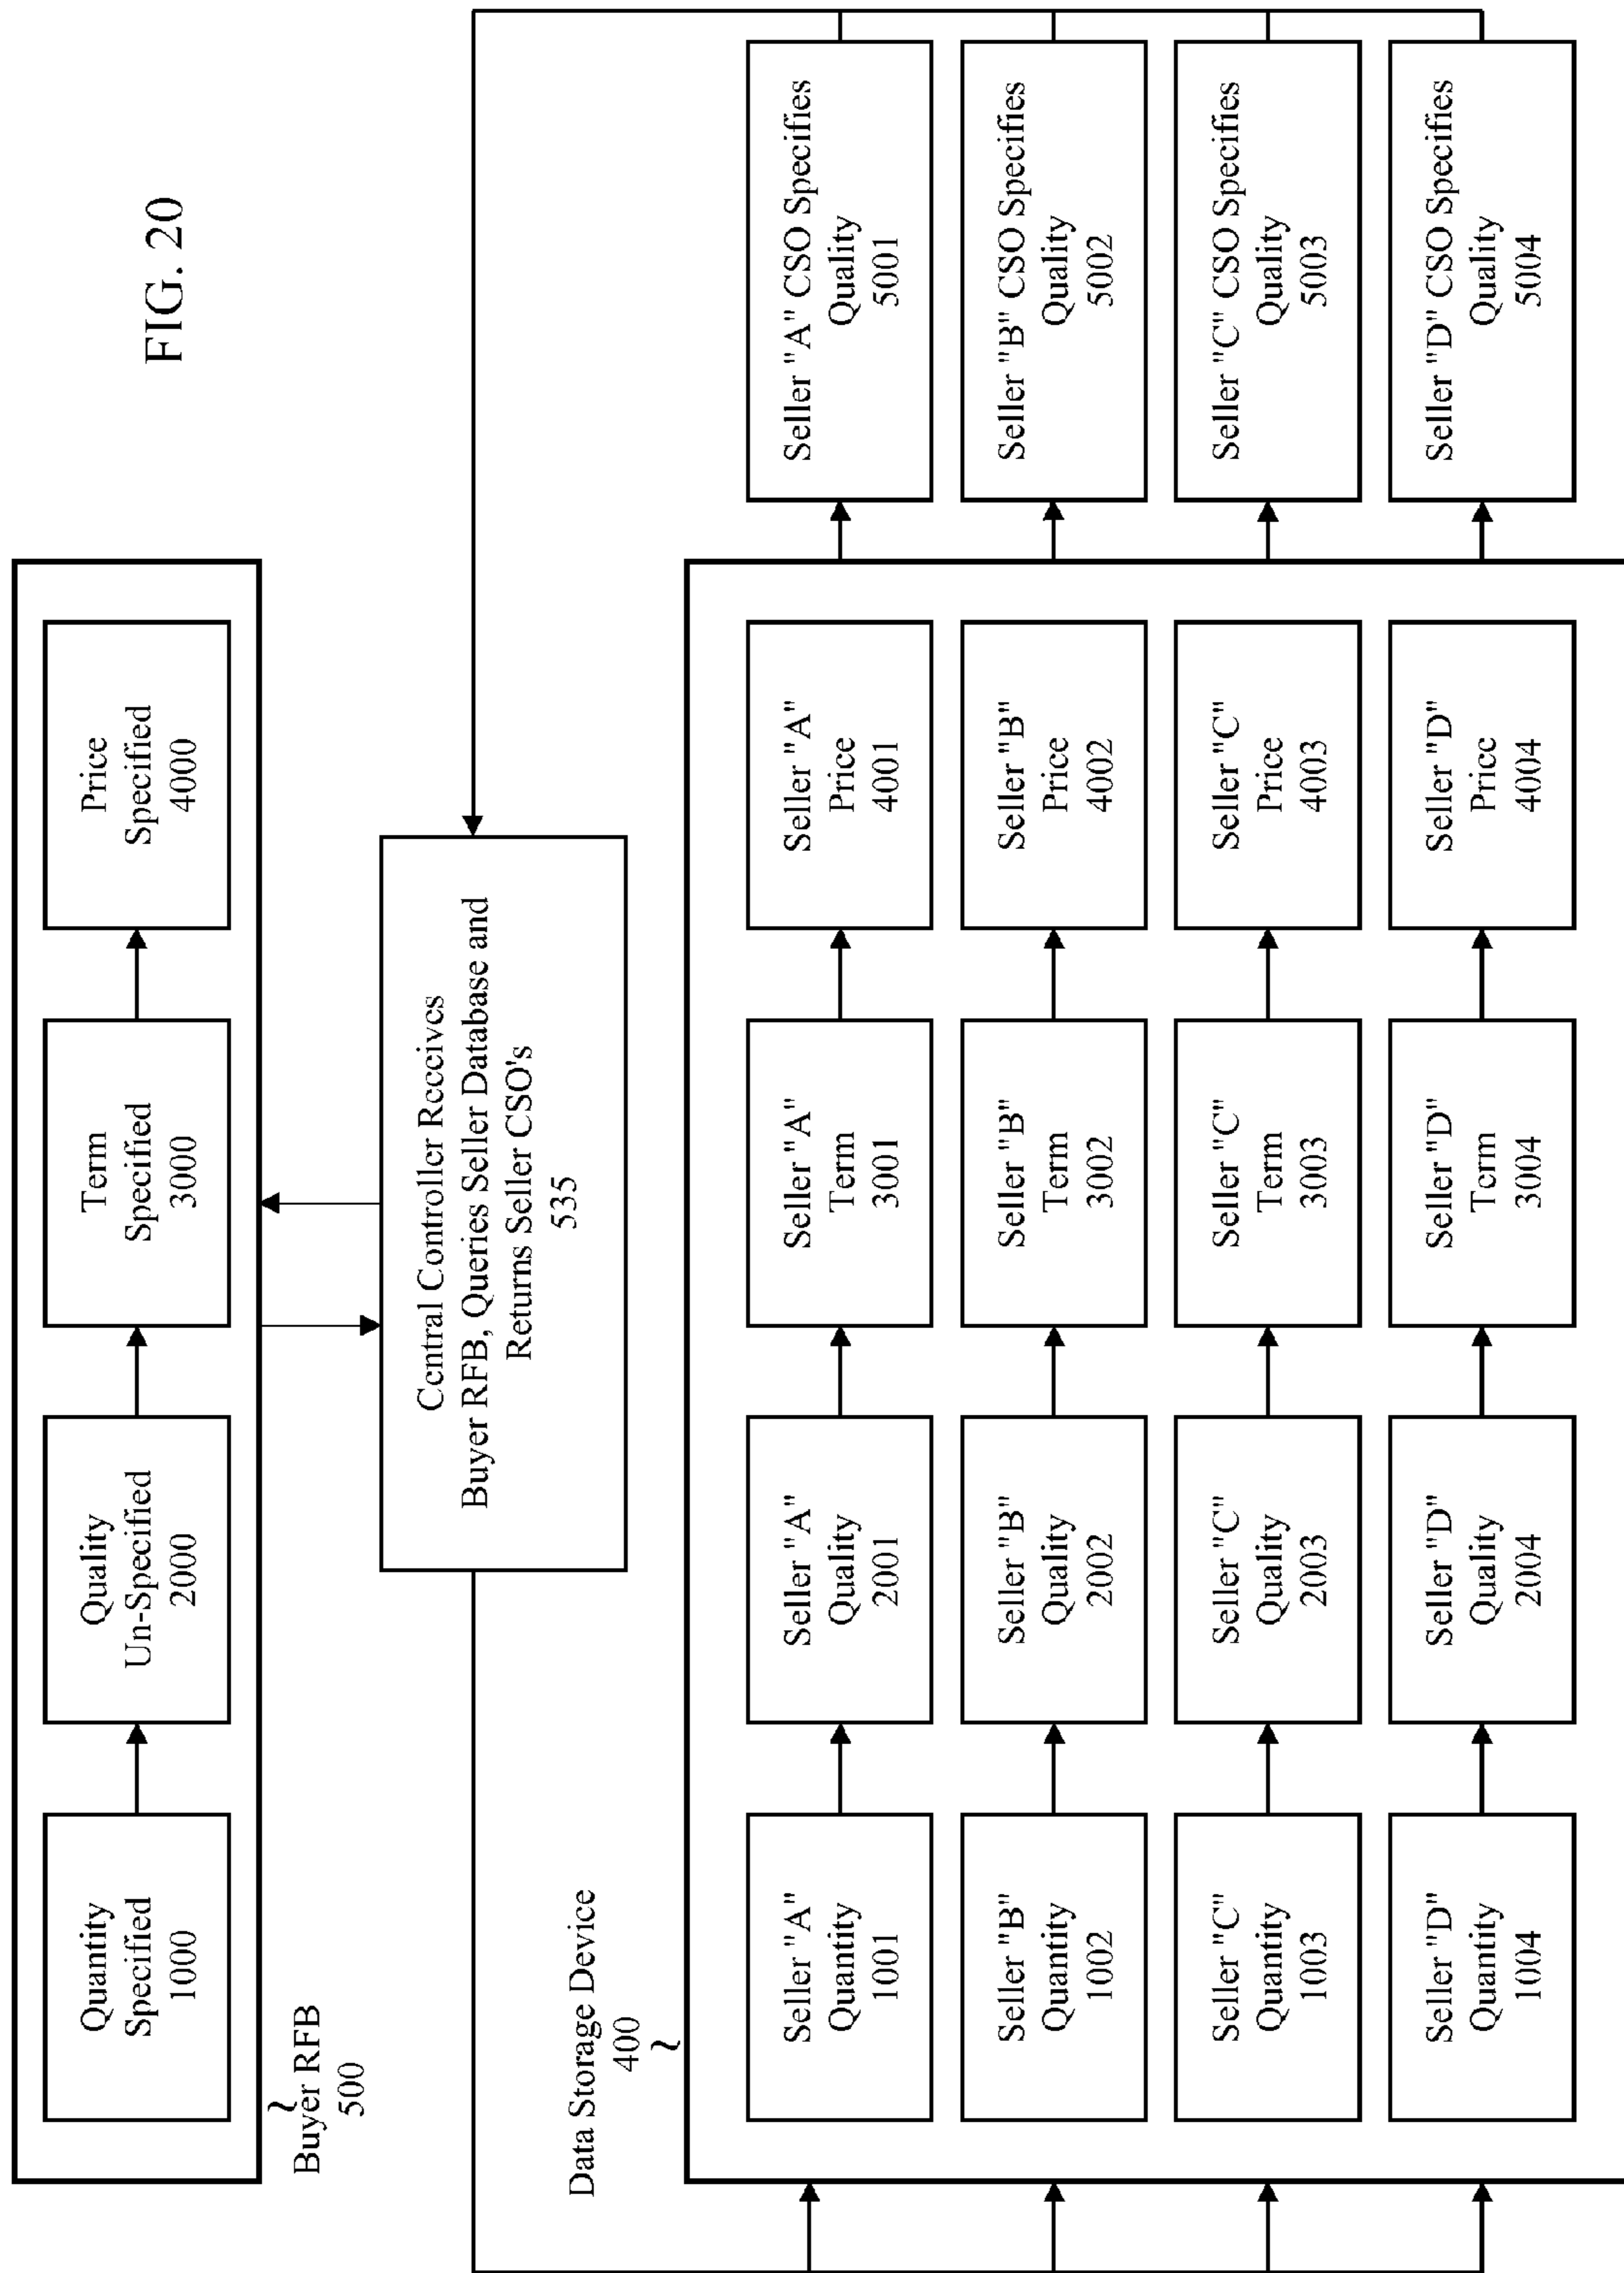 FIG. 20
Quantity
Specified
1000
Quality
Un-Specified
2000
Term
Specified
3000
Price
Specified
4000
Buyer RFB
500
Central Controller Receives
Buyer RFB, Queries Seller Database and
Returns Seller CSO's
535
Data Storage Device
400
Seller "A"
Quantity
1001
Seller "A"
Quality
2001
Seller "A"
Term
3001
Seller "A"
Price
4001
Seller "A" CSO Specifies
Quality
5001
Seller "B"
Quantity
1002
Seller "B"
Quality
2002
Seller "B"
Term
3002
Seller "B"
Price
4002
Seller "B" CSO Specifies
Quality
5002
Seller "C"
Quantity
1003
Seller "C"
Quality
2003
Seller "C"
Term
3003
Seller "C"
Price
4003
Seller "C" CSO Specifies
Quality
5003
Seller "D"
Quantity
1004
Seller "D"
Quality
2004
Seller "D"
Term
3004
Seller "D"
Price
4004
Seller "D" CSO Specifies
Quality
5004